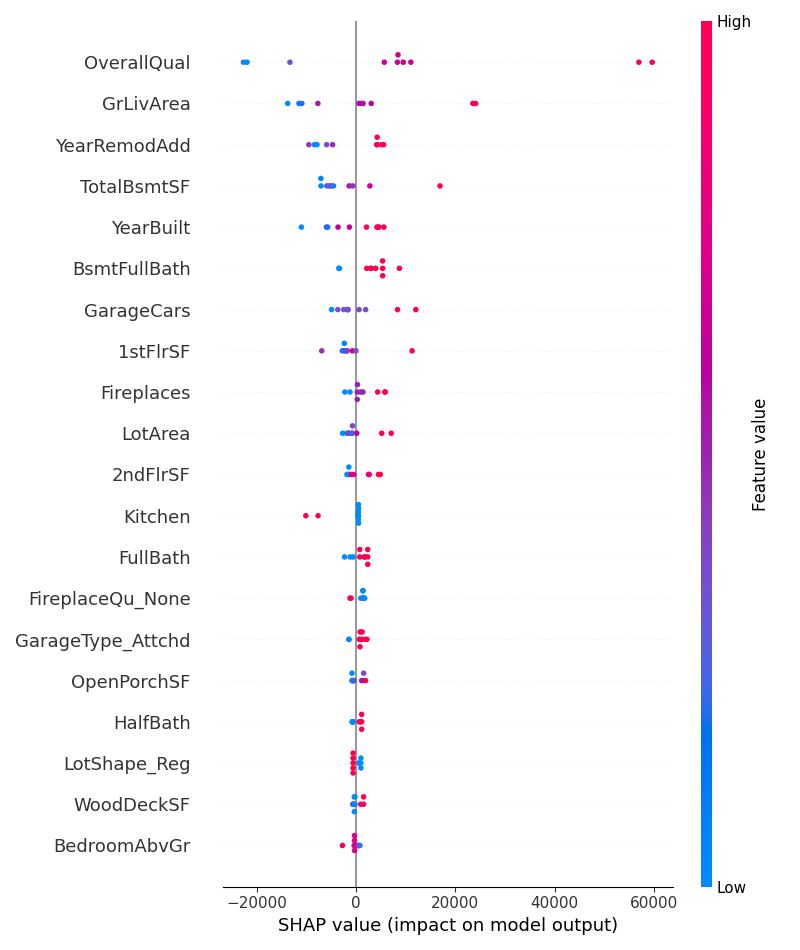 High
OverallQual
GrLivArea
YearRemodAdd
TotalBsmtSF
YearBuilt
BsmtFullBath
GarageCars
1stFlrSF
Fireplaces
LotArea
2ndFlrSF
Kitchen
FullBath
FireplaceQu_None
GarageType_Attchd
OpenPorchSF
HalfBath
LotShape_Reg
WoodDeckSF
BedroomAbvGr
Feature value
Low
−20000 0 20000 40000 60000
SHAP value (impact on model output)